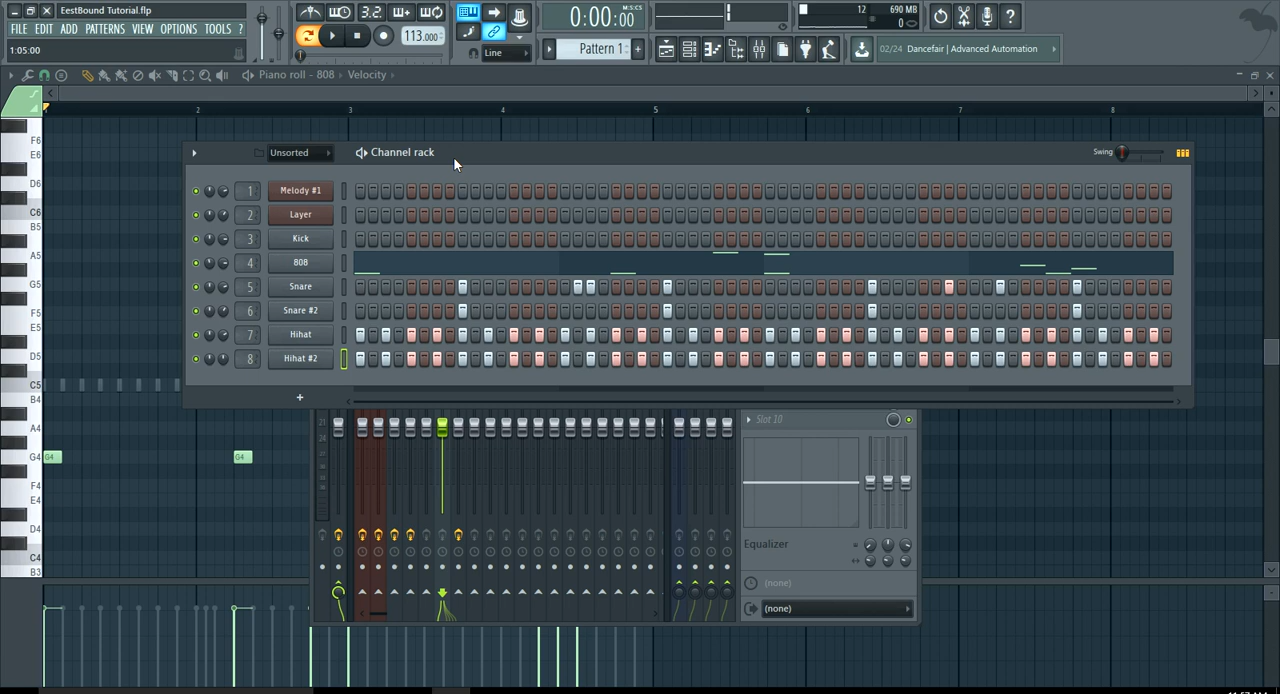 EestBound Tutorial.flp
FILE EDIT ADD PATTERNS VIEW OPTIONS TOOLS ?
1:05:00
3.2
113.000
Line
0:00:00
M:S:CS
Pattern 1
12
690 MB
0
02/24 Dancefair | Advanced Automation
Piano roll - 808 Velocity
2 3 4 5 6 7 8
Unsorted
Channel rack
Swing
1 Melody #1
2 Layer
3 Kick
4 808
5 Snare
6 Snare #2
7 Hihat
8 Hihat #2
+
F6
E6
D6
C6
B5
A5
G5
F5
E5
D5
C5
B4
A4
G4
F4
E4
D4
C4
B3
G4
G4
Slot 10
Equalizer
(none)
(none)